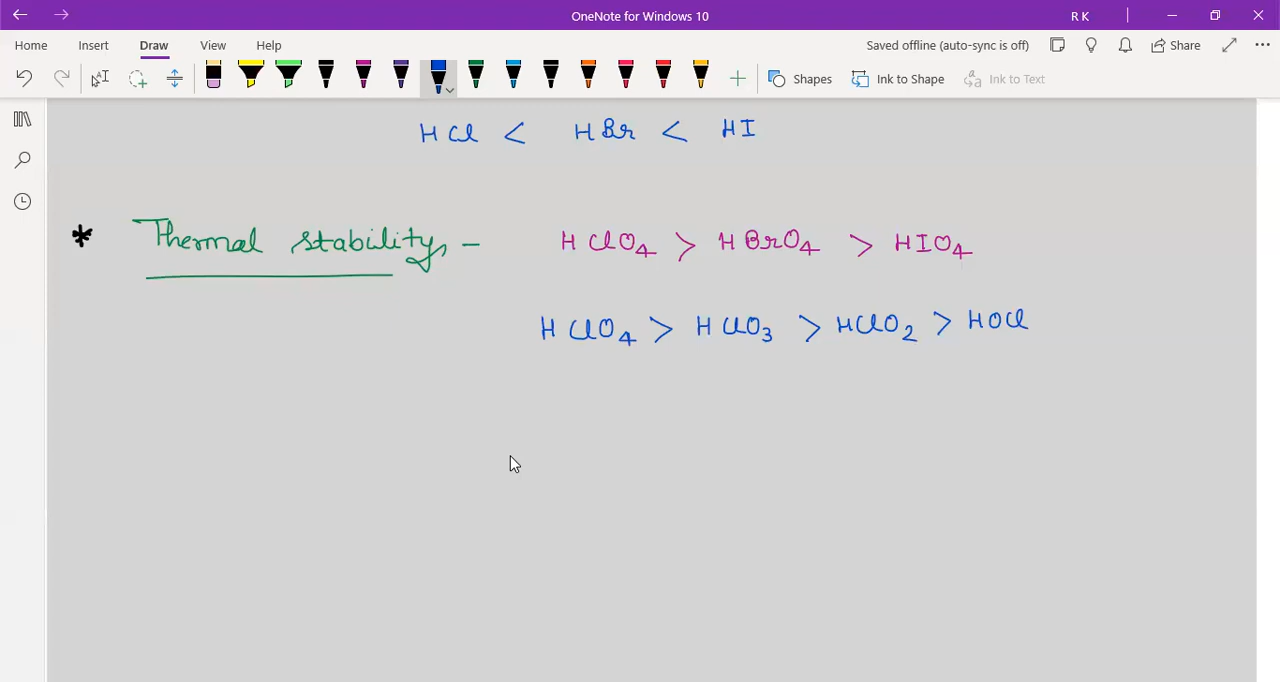 OneNote for Windows 10
R K
Home Insert Draw View Help
Saved offline (auto-sync is off)
Share
Shapes
Ink to Shape
Ink to Text
HCl < HBr < HI
* Thermal stability - HClO4 > HBrO4 > HIO4
HClO4 > HClO3 > HClO2 > HOCl